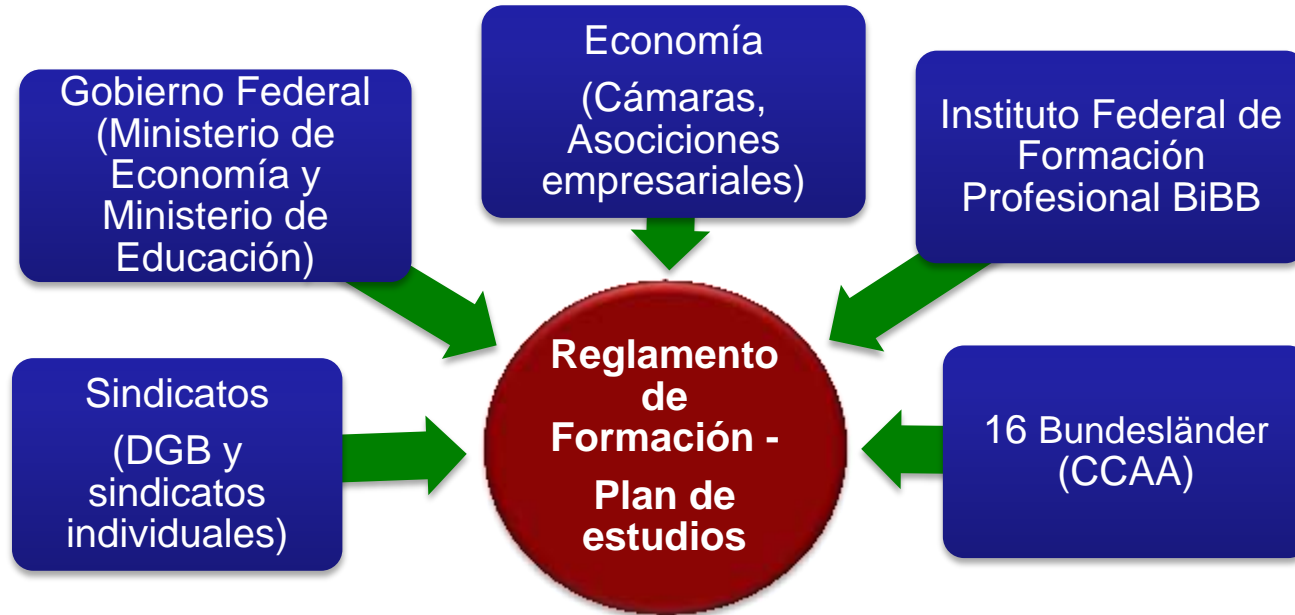 Gobierno Federal
(Ministerio de
Economía y
Ministerio de
Educación)
Economía
(Cámaras,
Asociciones
empresariales)
Instituto Federal de
Formación
Profesional BiBB
Sindicatos
(DGB y
sindicatos
individuales)
Reglamento
de
Formación -
Plan de
estudios
16 Bundesländer
(CCAA)